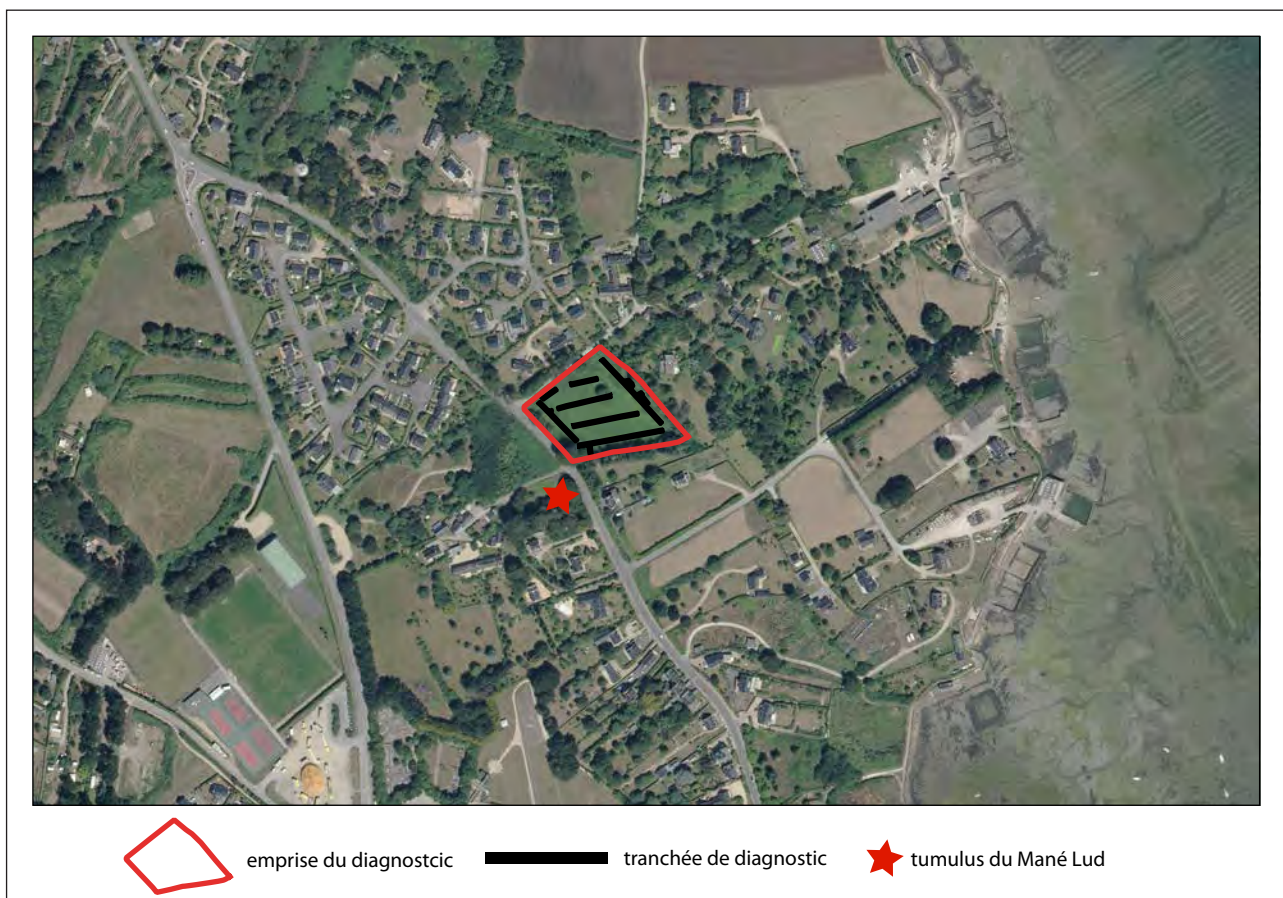 emprise du diagnostcic
tranchée de diagnostic
tumulus du Mané Lud